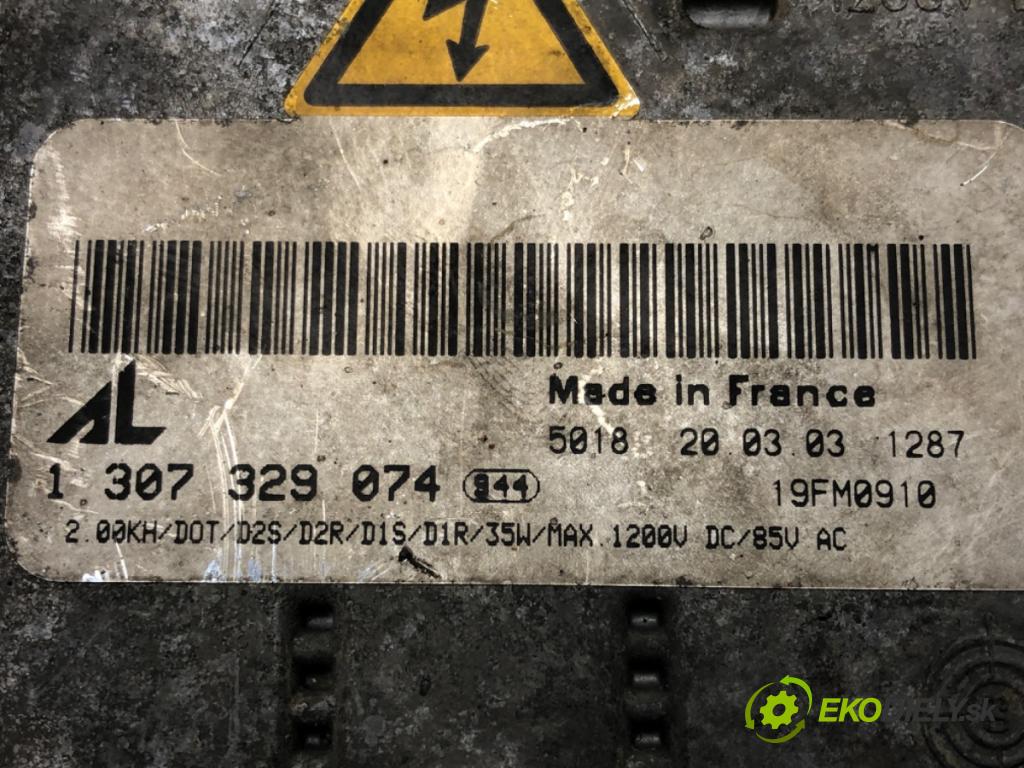 AL
Made in France
5018 20 03.03 1287
1 307 329 074 944
19FM0910
2.00KH/DOT/D2S/D2R/D1S/D1R/35W/MAX.1200V DC/85V AC
EKODIELY.sk